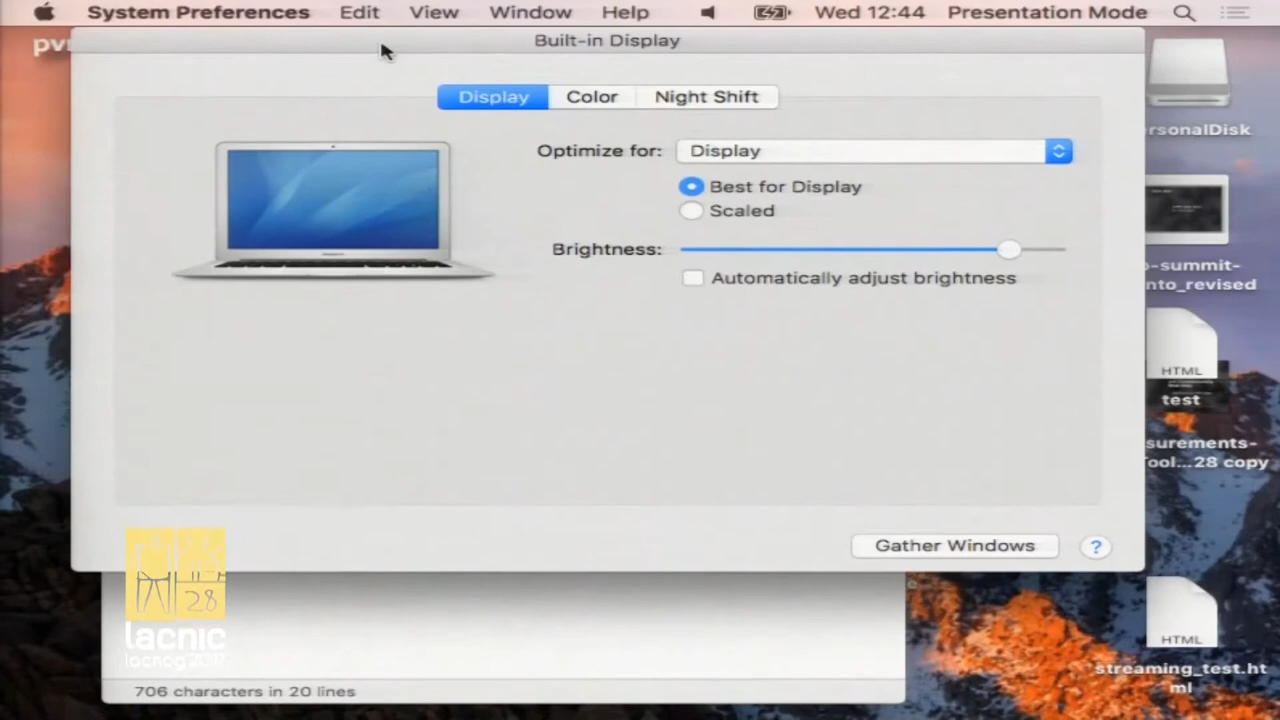 System Preferences Edit View Window Help Wed 12:44 Presentation Mode
Built-in Display
Display Color Night Shift
Optimize for: Display
Best for Display
Scaled
Brightness:
Automatically adjust brightness
Gather Windows ?
706 characters in 20 lines
rsonalDisk
o-summit-
nto_revised
HTML
test
surements-
Tool...28 copy
HTML
streaming_test.ht
ml
28
lacnic
lacnog2017